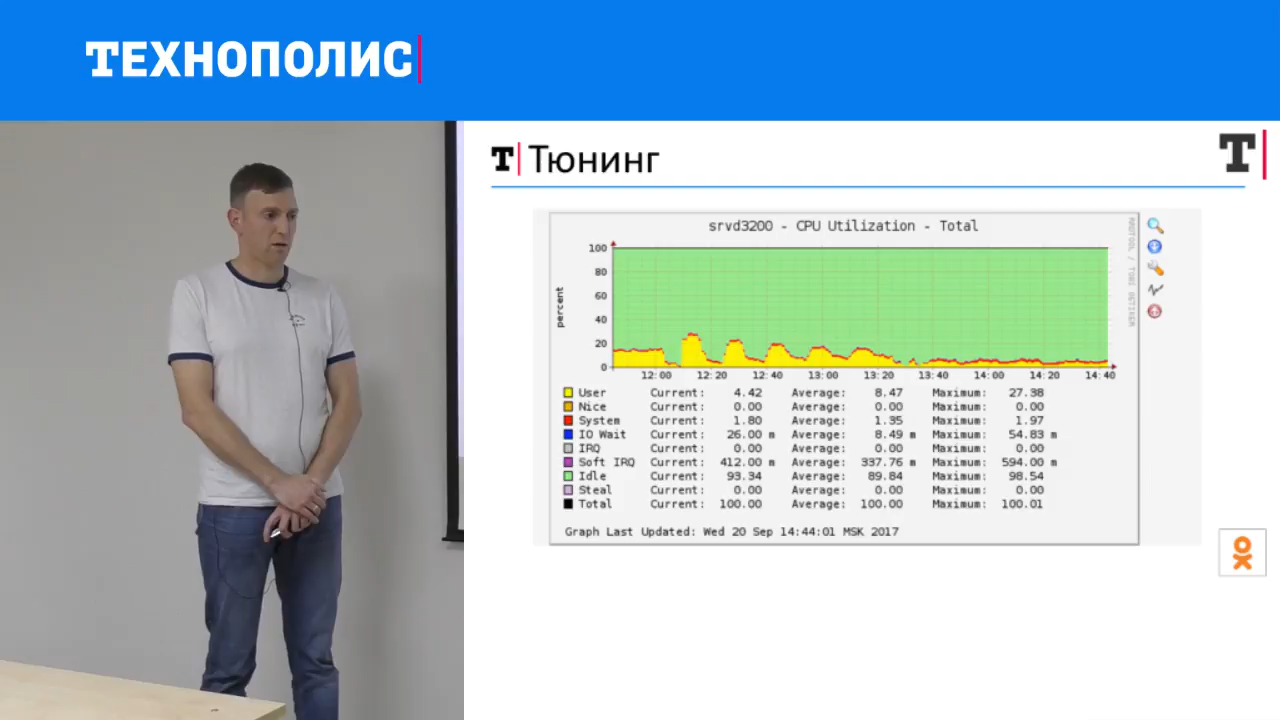 ТЕХНОПОЛИС
Т Тюнинг
Т
srvd3200 - CPU Utilization - Total
RRDTOOL / TOBI OETIKER
percent
100
80
60
40
20
0
12:00 12:20 12:40 13:00 13:20 13:40 14:00 14:20 14:40
User Current: 4.42 Average: 8.47 Maximum: 27.38
Nice Current: 0.00 Average: 0.00 Maximum: 0.00
System Current: 1.80 Average: 1.35 Maximum: 1.97
IO Wait Current: 26.00 m Average: 8.49 m Maximum: 54.83 m
IRQ Current: 0.00 Average: 0.00 Maximum: 0.00
Soft IRQ Current: 412.00 m Average: 337.76 m Maximum: 594.00 m
Idle Current: 93.34 Average: 89.84 Maximum: 98.54
Steal Current: 0.00 Average: 0.00 Maximum: 0.00
Total Current: 100.00 Average: 100.00 Maximum: 100.01
Graph Last Updated: Wed 20 Sep 14:44:01 MSK 2017